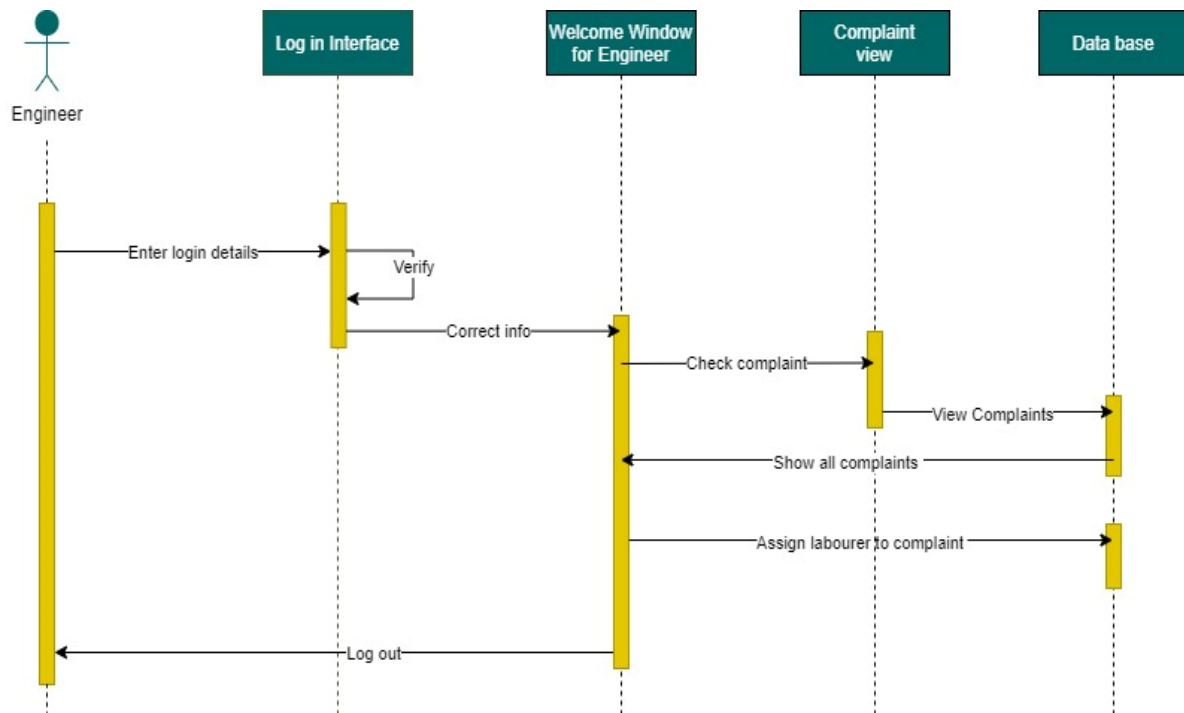 Log in Interface
Welcome Window
for Engineer
Complaint
view
Data base
Engineer
Enter login details
Verify
Correct info
Check complaint
View Complaints
Show all complaints
Assign labourer to complaint
Log out